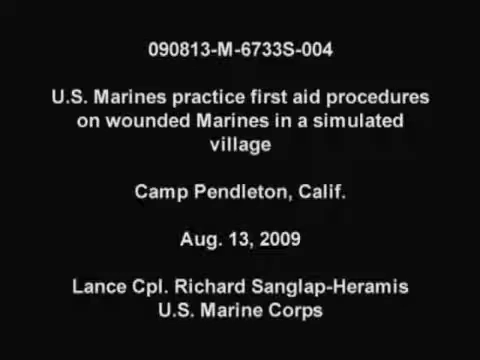 090813-M-6733S-004
U.S. Marines practice first aid procedures
on wounded Marines in a simulated
village
Camp Pendleton, Calif.
Aug. 13, 2009
Lance Cpl. Richard Sanglap-Heramis
U.S. Marine Corps